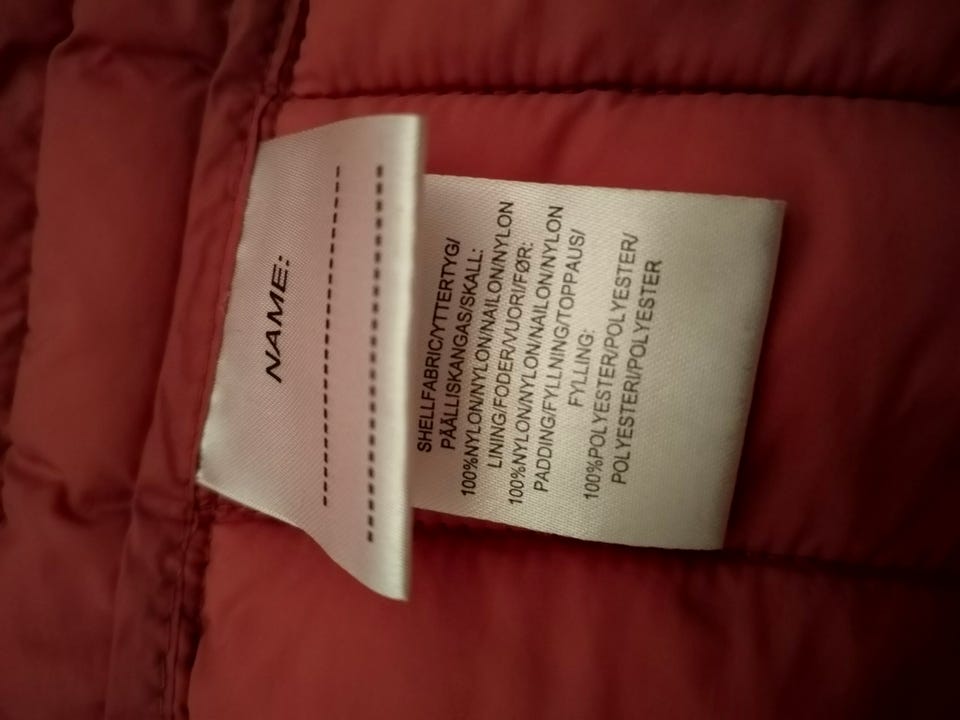 NAME:
SHELLFABRIC/YTTERTYG/
PÄÄLLISKANGAS/SKALL:
100%NYLON/NYLON/NAILON/NYLON
LINING/FODER/VUORI/FØR:
100%NYLON/NYLON/NAILON/NYLON
PADDING/FYLLNING/TOPPAUS/
FYLLING:
100%POLYESTER/POLYESTER/
POLYESTERI/POLYESTER